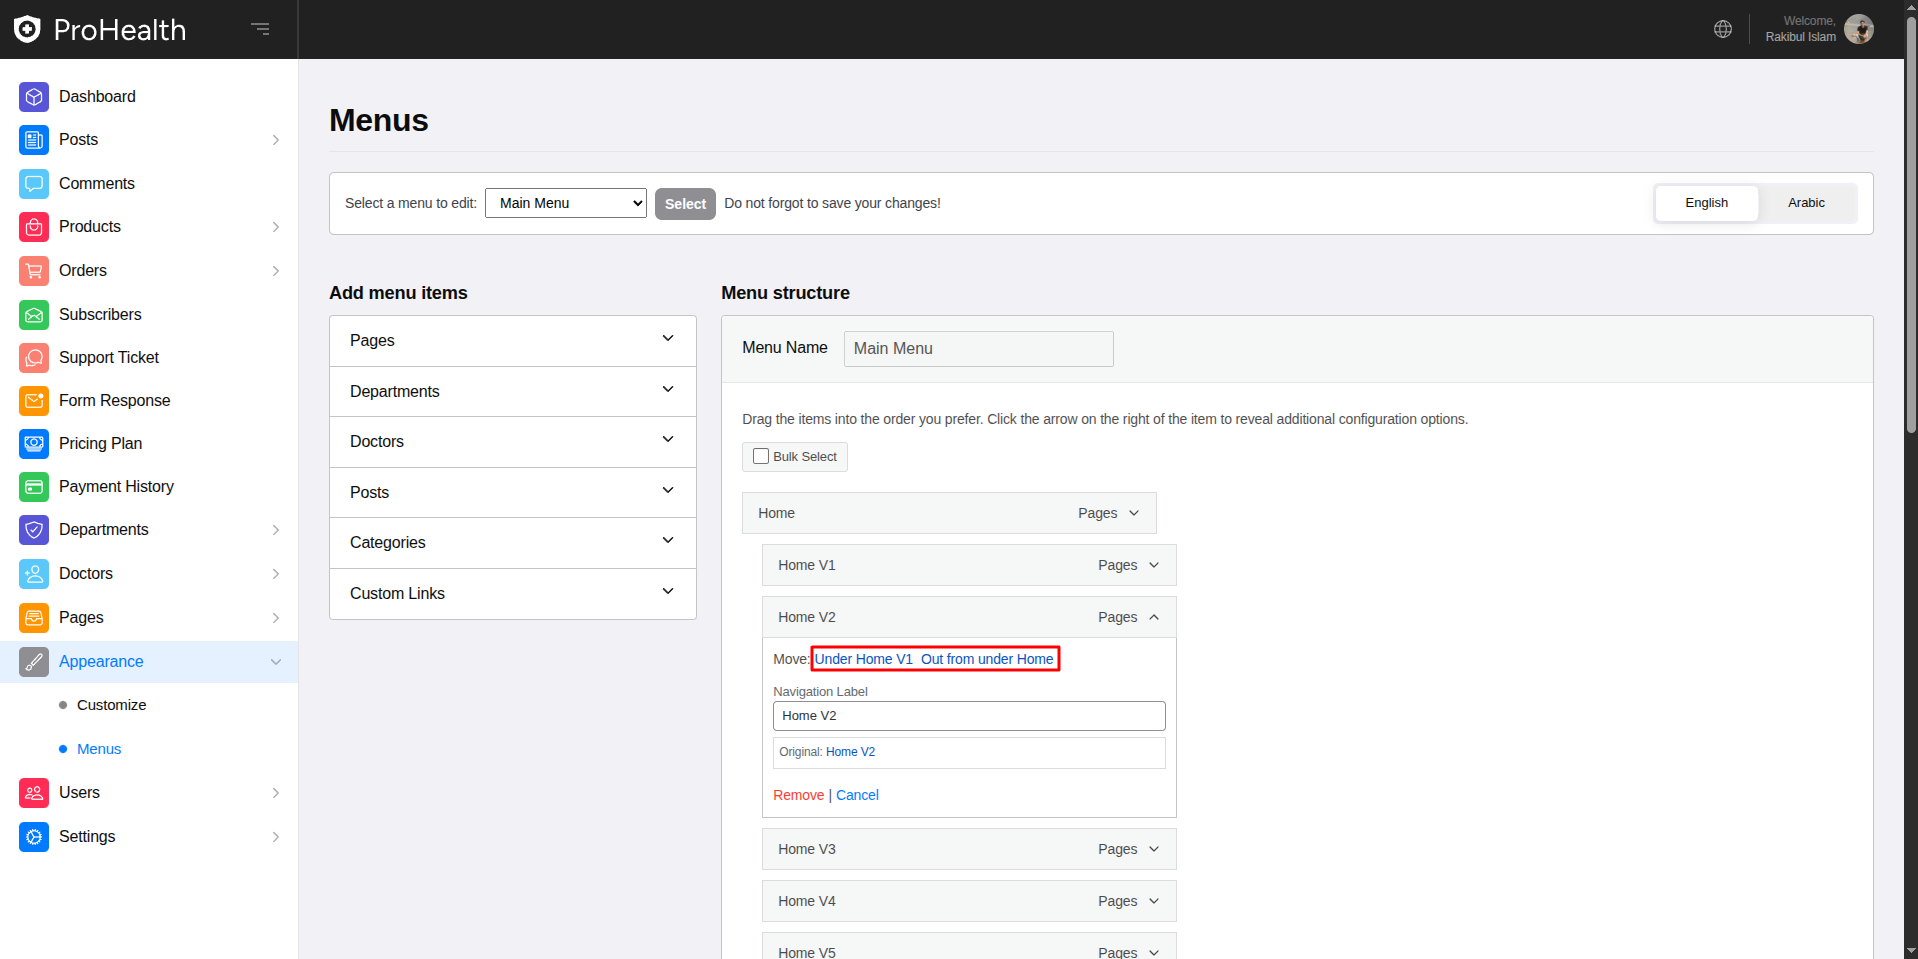 ProHealth
Welcome,
Rakibul Islam
Dashboard
Posts
Comments
Products
Orders
Subscribers
Support Ticket
Form Response
Pricing Plan
Payment History
Departments
Doctors
Pages
Appearance
Customize
Menus
Users
Settings
Menus
Select a menu to edit: Main Menu Select Do not forgot to save your changes!
English Arabic
Add menu items
Pages
Departments
Doctors
Posts
Categories
Custom Links
Menu structure
Menu Name Main Menu
Drag the items into the order you prefer. Click the arrow on the right of the item to reveal additional configuration options.
Bulk Select
Home Pages
Home V1 Pages
Home V2 Pages
Move: Under Home V1 Out from under Home
Navigation Label
Home V2
Original: Home V2
Remove | Cancel
Home V3 Pages
Home V4 Pages
Home V5 Pages